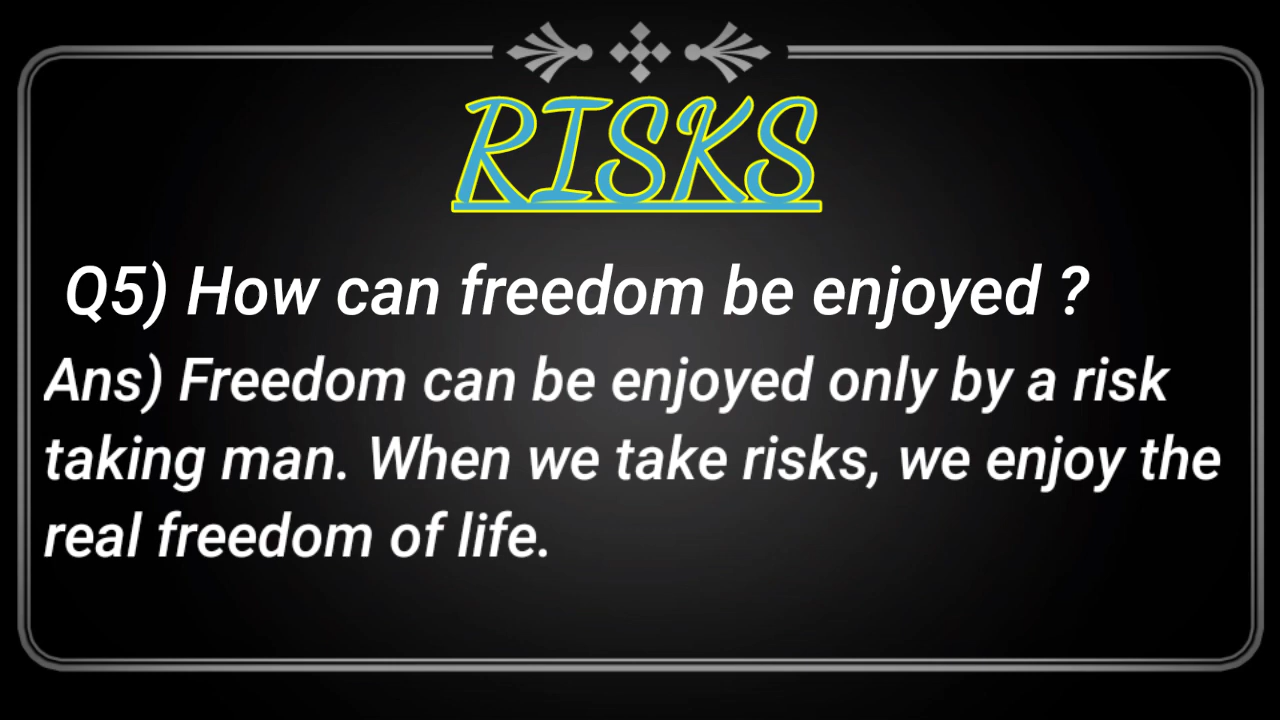 RISKS
Q5) How can freedom be enjoyed ?
Ans) Freedom can be enjoyed only by a risk
taking man. When we take risks, we enjoy the
real freedom of life.